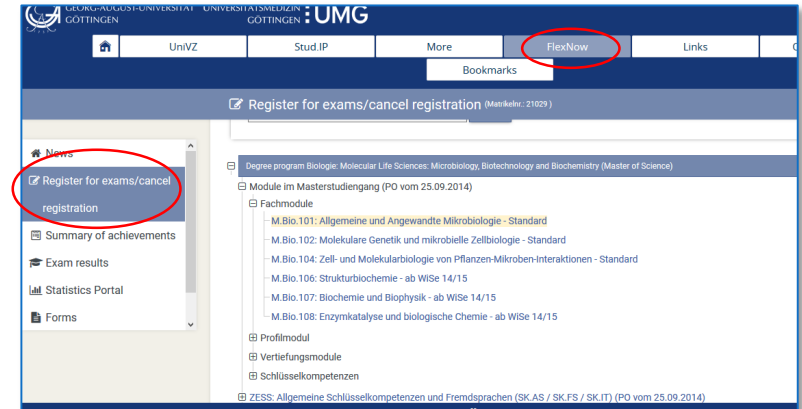 GEORG-AUGUST-UNIVERSITÄT UNIVERSITÄTSMEDIZIN
GÖTTINGEN GÖTTINGEN UMG
UniVZ Stud.IP More FlexNow Links
Bookmarks
Register for exams/cancel registration (Matrikelnr.: 21029 )
News
Register for exams/cancel
registration
Summary of achievements
Exam results
Statistics Portal
Forms
Degree program Biologie: Molecular Life Sciences: Microbiology, Biotechnology and Biochemistry (Master of Science)
Module im Masterstudiengang (PO vom 25.09.2014)
Fachmodule
M.Bio.101: Allgemeine und Angewandte Mikrobiologie - Standard
M.Bio.102: Molekulare Genetik und mikrobielle Zellbiologie - Standard
M.Bio.104: Zell- und Molekularbiologie von Pflanzen-Mikroben-Interaktionen - Standard
M.Bio.106: Strukturbiochemie - ab WiSe 14/15
M.Bio.107: Biochemie und Biophysik - ab WiSe 14/15
M.Bio.108: Enzymkatalyse und biologische Chemie - ab WiSe 14/15
Profilmodul
Vertiefungsmodule
Schlüsselkompetenzen
ZESS: Allgemeine Schlüsselkompetenzen und Fremdsprachen (SK.AS / SK.FS / SK.IT) (PO vom 25.09.2014)